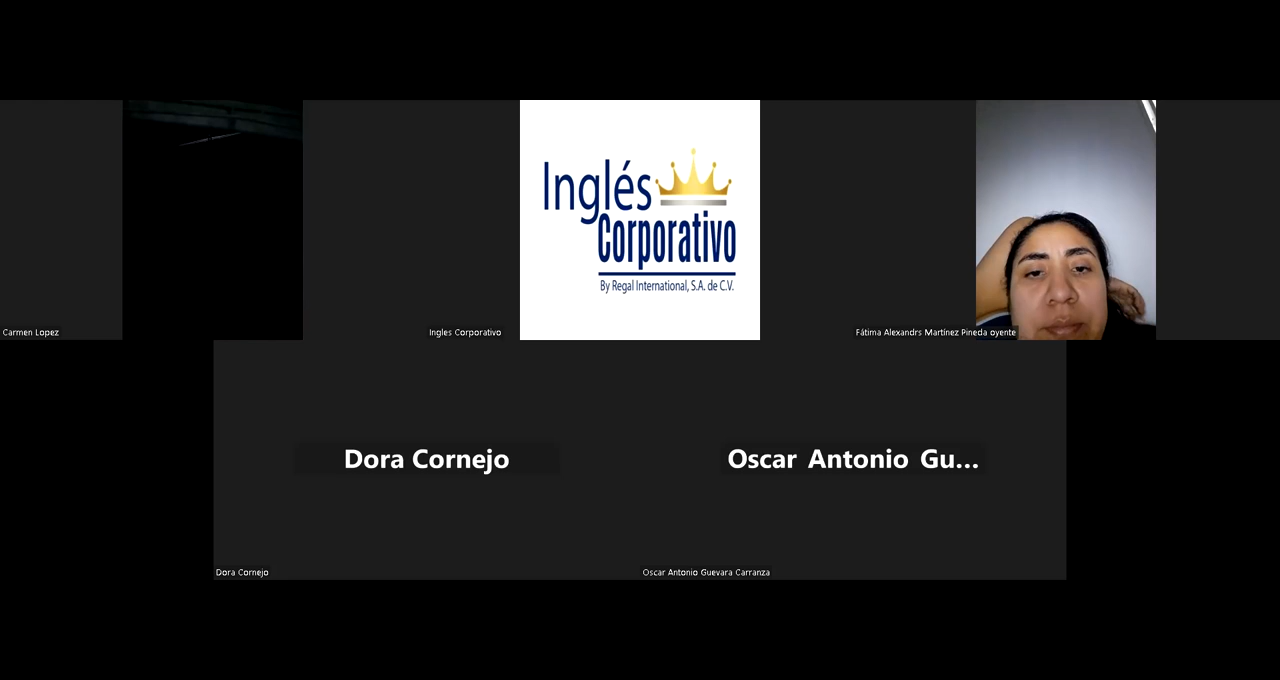 Inglés
Corporativo
By Regal International, S.A. de C.V.
Carmen Lopez
Ingles Corporativo
Fátima Alexandrs Martínez Pineda oyente
Dora Cornejo
Oscar Antonio Gu...
Dora Cornejo
Oscar Antonio Guevara Carranza